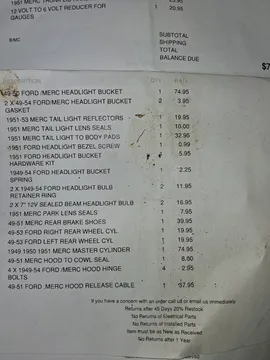 12 VOLT TO 6 VOLT REDUCER FOR 1 20.95
GAUGES
SUBTOTAL
SHIPPING
TOTAL
BALANCE DUE
DESCRIPTION QTY
49-53 FORD /MERC HEADLIGHT BUCKET 1 74.95
2 X 49-54 FORD/MERC HEADLIGHT BUCKET 2 3.95
GASKET
1951-53 MERC TAIL LIGHT REFLECTORS 1 19.95
1951 MERC TAIL LIGHT LENS SEALS 1 10.00
1951 MERC TAIL LIGHT TO BODY PADS 1 32.95
1951 FORD HEADLIGHT BEZEL SCREW 1 0.99
1951 FORD HEADLIGHT BUCKET 1 5.95
HARDWARE KIT
1949-54 FORD HEADLIGHT BUCKET 1 2.25
SPRING
2 X 1949-54 FORD HEADLIGHT BULB 2 11.95
RETAINER RING
2 X 7" 12V SEALED BEAM HEADLIGHT BULB 2 16.95
1951 MERC PARK LENS SEALS 1 7.95
49-51 MERC REAR BRAKE SHOES 1 39.95
49-53 FORD RIGHT REAR WHEEL CYL 1 19.95
49-53 FORD LEFT REAR WHEEL CYL 1 19.95
1949 1950 1951 MERC MASTER CYLINDER 1 74.95
49-51 MERC HOOD TO COWL SEAL 1 8.00
4 X 1949-54 FORD/ MERC HOOD HINGE 4 2.95
BOLTS
49-51 FORD /MERC HOOD RELEASE CABLE 1 57.95
If you have a concern with an order call us or email us immediately
Returns after 45 Days 20% Restock
No Returns of Electrical Parts
No Returns of Installed Parts
Item must be as New as Received
No Returns after 1 Year